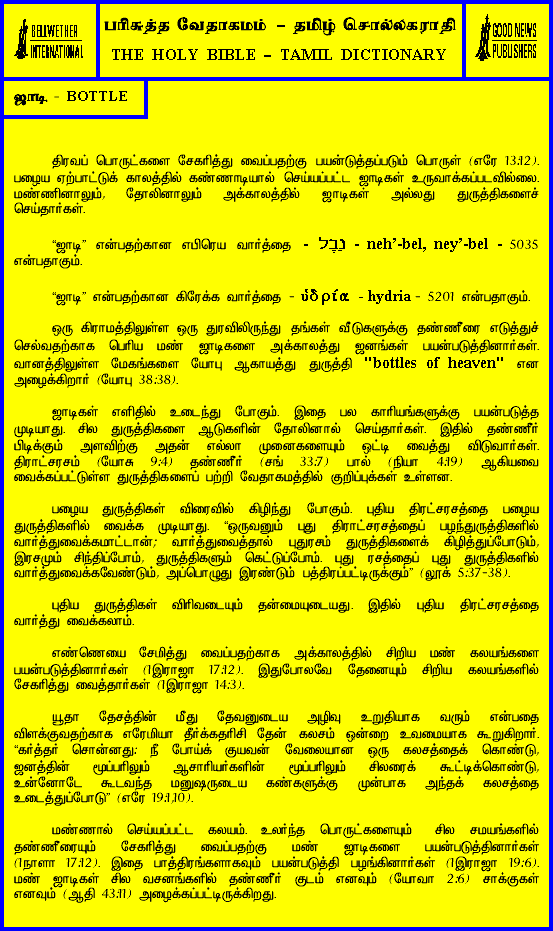 BELLWETHER
INTERNATIONAL
பரிசுத்த வேதாகமம் – தமிழ் சொல்லகராதி
THE HOLY BIBLE – TAMIL DICTIONARY
GOOD NEWS
PUBLISHERS
ஜாடி - BOTTLE
திரவப் பொருட்களை சேகரித்து வைப்பதற்கு பயன்டுத்தப்படும் பொருள் (எரே 13:12).
பழைய ஏற்பாட்டுக் காலத்தில் கண்ணாடியால் செய்யப்பட்ட ஜாடிகள் உருவாக்கப்படவில்லை.
மண்ணினாலும், தோலினாலும் அக்காலத்தில் ஜாடிகள் அல்லது துருத்திகளைச்
செய்தார்கள்.
“ஜாடி” என்பதற்கான எபிரெய வார்த்தை - נֶבֶל - neh’-bel, ney’-bel - 5035
என்பதாகும்.
“ஜாடி” என்பதற்கான கிரேக்க வார்த்தை - ὑδρία - hydria - 5201 என்பதாகும்.
ஒரு கிராமத்திலுள்ள ஒரு துரவிலிருந்து தங்கள் வீடுகளுக்கு தண்ணீரை எடுத்துச்
செல்வதற்காக பெரிய மண் ஜாடிகளை அக்காலத்து ஜனங்கள் பயன்படுத்தினார்கள்.
வானத்திலுள்ள மேகங்களை யோபு ஆகாயத்து துருத்தி "bottles of heaven" என
அழைக்கிறார் (யோபு 38:38).
ஜாடிகள் எளிதில் உடைந்து போகும். இதை பல காரியங்களுக்கு பயன்படுத்த
முடியாது. சில துருத்திகளை ஆடுகளின் தோலினால் செய்தார்கள். இதில் தண்ணீர்
பிடிக்கும் அளவிற்கு அதன் எல்லா முனைகளையும் ஒட்டி வைத்து விடுவார்கள்.
திராட்சரசம் (யோசு 9:4) தண்ணீர் (சங் 33:7) பால் (நியா 4:19) ஆகியவை
வைக்கப்பட்டுள்ள துருத்திகளைப் பற்றி வேதாகமத்தில் குறிப்புக்கள் உள்ளன.
பழைய துருத்திகள் விரைவில் கிழிந்து போகும். புதிய திரட்சரசத்தை பழைய
துருத்திகளில் வைக்க முடியாது. “ஒருவனும் புது திராட்சரசத்தைப் பழந்துருத்திகளில்
வார்த்துவைக்கமாட்டான்; வார்த்துவைத்தால் புதுரசம் துருத்திகளைக் கிழித்துப்போடும்,
இரசமும் சிந்திப்போம், துருத்திகளும் கெட்டுப்போம். புது ரசத்தைப் புது துருத்திகளில்
வார்த்துவைக்கவேண்டும், அப்பொழுது இரண்டும் பத்திரப்பட்டிருக்கும்” (லூக் 5:37-38).
புதிய துருத்திகள் விரிவடையும் தன்மையுடையது. இதில் புதிய திரட்சரசத்தை
வார்த்து வைக்கலாம்.
எண்ணெயை சேமித்து வைப்பதற்காக அக்காலத்தில் சிறிய மண் கலயங்களை
பயன்படுத்தினார்கள் (1இராஜா 17:12). இதுபோலவே தேனையும் சிறிய கலயங்களில்
சேகரித்து வைத்தார்கள் (1இராஜா 14:3).
யூதா தேசத்தின் மீது தேவனுடைய அழிவு உறுதியாக வரும் என்பதை
விளக்குவதற்காக எரேமியா தீர்க்கதரிசி தேன் கலசம் ஒன்றை உவமையாக கூறுகிறார்.
“கர்த்தர் சொன்னது: நீ போய்க் குயவன் வேலையான ஒரு கலசத்தைக் கொண்டு,
ஜனத்தின் மூப்பரிலும் ஆசாரியர்களின் மூப்பரிலும் சிலரைக் கூட்டிக்கொண்டு,
உன்னோடே கூடவந்த மனுஷருடைய கண்களுக்கு முன்பாக அந்தக் கலசத்தை
உடைத்துப்போடு” (எரே 19:1,10).
மண்ணால் செய்யப்பட்ட கலயம். உலர்ந்த பொருட்களையும் சில சமயங்களில்
தண்ணீரையும் சேகரித்து வைப்பதற்கு மண் ஜாடிகளை பயன்படுத்தினார்கள்
(1நாளா 17:12). இதை பாத்திரங்களாகவும் பயன்படுத்தி பழங்கினார்கள் (1இராஜா 19:6).
மண் ஜாடிகள் சில வசனங்களில் தண்ணீர் குடம் எனவும் (யோவா 2:6) சாக்குகள்
எனவும் (ஆதி 43:11) அழைக்கப்பட்டிருக்கிறது.